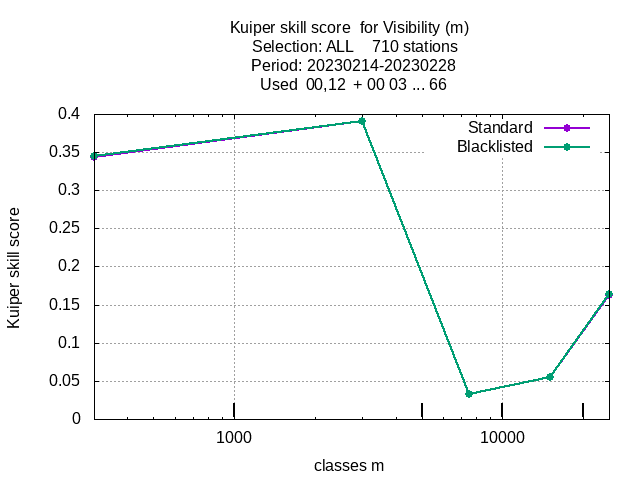 Kuiper skill score  for Visibility (m)
Selection: ALL    710 stations
Period: 20230214-20230228
Used  00,12  + 00 03 ... 66
Standard
Blacklisted
0.4
0.35
0.3
0.25
0.2
0.15
0.1
0.05
0
Kuiper skill score
1000
10000
classes m